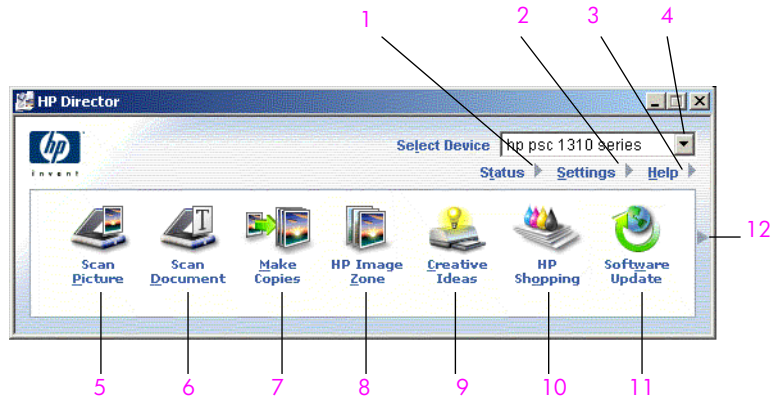 1 2 3 4
HP Director
hp
invent
Select Device hp psc 1310 series
Status Settings Help
12
Scan Picture
Scan Document
Make Copies
HP Image Zone
Creative Ideas
HP Shopping
Software Update
5 6 7 8 9 10 11